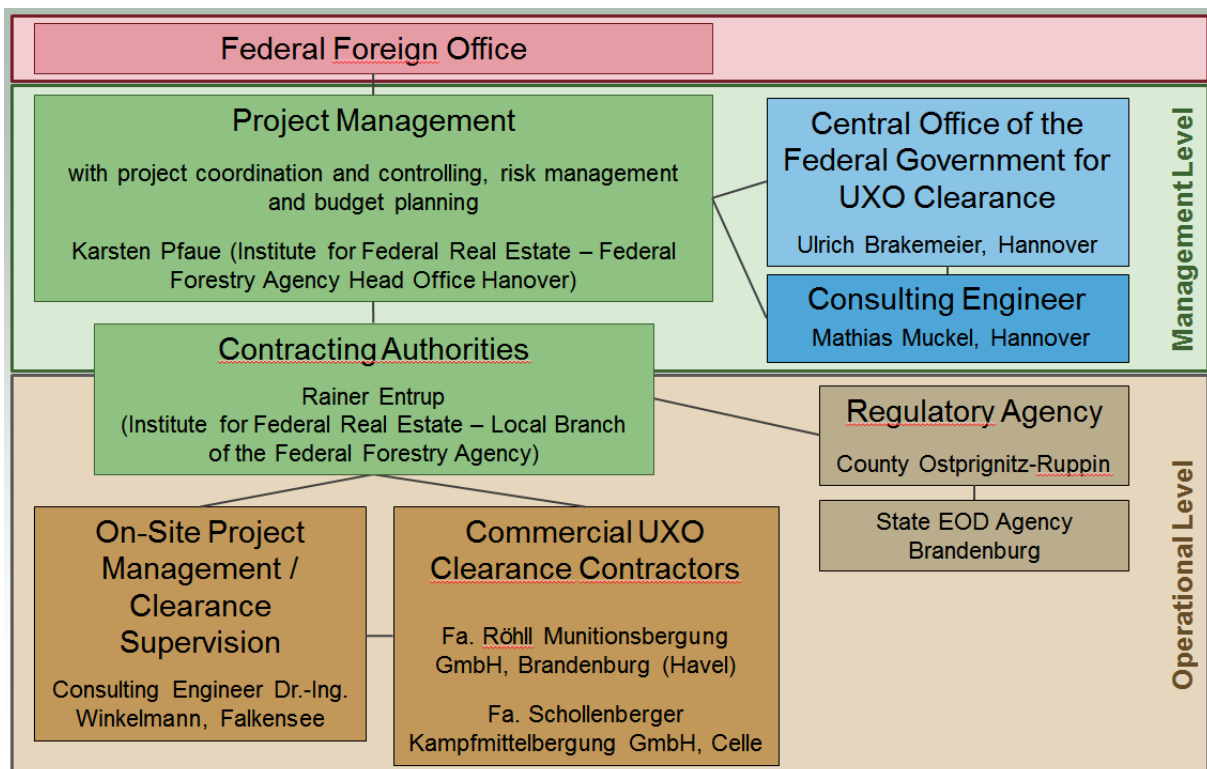 Federal Foreign Office
Project Management
with project coordination and controlling, risk management
and budget planning
Karsten Pfaue (Institute for Federal Real Estate – Federal
Forestry Agency Head Office Hanover)
Central Office of the
Federal Government for
UXO Clearance
Ulrich Brakemeier, Hannover
Consulting Engineer
Mathias Muckel, Hannover
Management Level
Contracting Authorities
Rainer Entrup
(Institute for Federal Real Estate – Local Branch
of the Federal Forestry Agency)
Regulatory Agency
County Ostprignitz-Ruppin
State EOD Agency
Brandenburg
On-Site Project
Management /
Clearance
Supervision
Consulting Engineer Dr.-Ing.
Winkelmann, Falkensee
Commercial UXO
Clearance Contractors
Fa. Röhll Munitionsbergung
GmbH, Brandenburg (Havel)
Fa. Schollenberger
Kampfmittelbergung GmbH, Celle
Operational Level